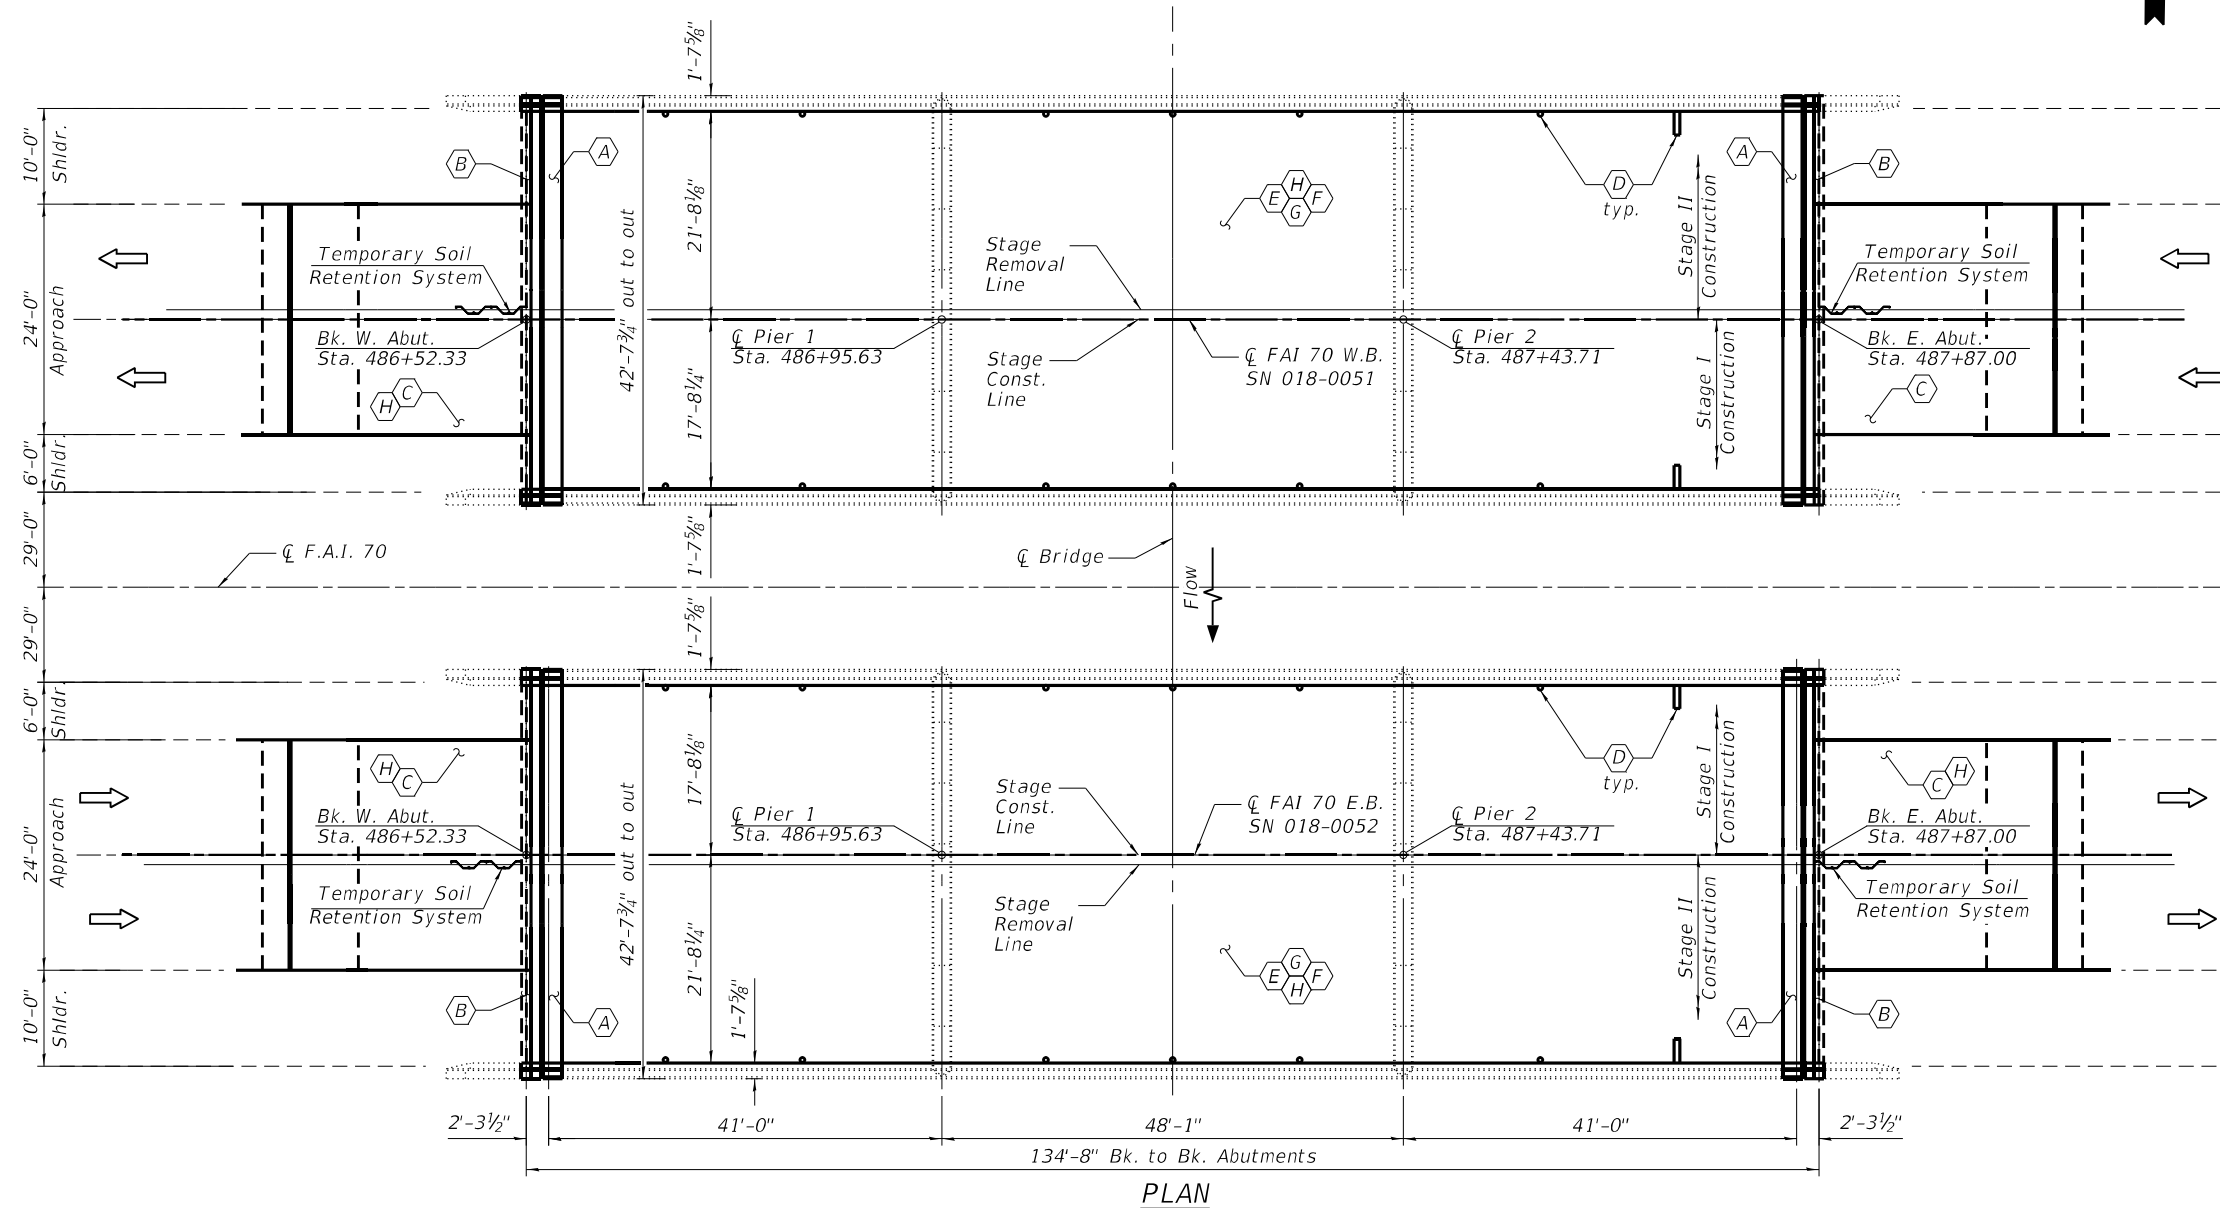 1'-7⅝"
10'-0"
Shldr.
24'-0"
Approach
6'-0"
Shldr.
29'-0"
B
A
42'-7¾" out to out
21'-8⅛"
17'-8¼"
H
E F
G
D
typ.
A
B
Stage II
Construction
Stage I
Construction
Temporary Soil
Retention System
Stage
Removal
Line
Temporary Soil
Retention System
Bk. W. Abut.
Sta. 486+52.33
℄ Pier 1
Sta. 486+95.63
Stage
Const.
Line
℄ FAI 70 W.B.
SN 018-0051
℄ Pier 2
Sta. 487+43.71
Bk. E. Abut.
Sta. 487+87.00
H C
C
℄ F.A.I. 70
1'-7⅝"
℄ Bridge
Flow
29'-0"
6'-0"
Shldr.
24'-0"
Approach
10'-0"
Shldr.
1'-7⅝"
42'-7¾" out to out
17'-8⅛"
21'-8¼"
1'-7⅝"
D
typ.
Stage I
Construction
Stage II
Construction
H C
C H
Bk. W. Abut.
Sta. 486+52.33
℄ Pier 1
Sta. 486+95.63
Stage
Const.
Line
℄ FAI 70 E.B.
SN 018-0052
℄ Pier 2
Sta. 487+43.71
Bk. E. Abut.
Sta. 487+87.00
Temporary Soil
Retention System
Stage
Removal
Line
Temporary Soil
Retention System
G
E F
H
B
A
A
B
2'-3½"
41'-0"
48'-1"
41'-0"
2'-3½"
134'-8" Bk. to Bk. Abutments
PLAN